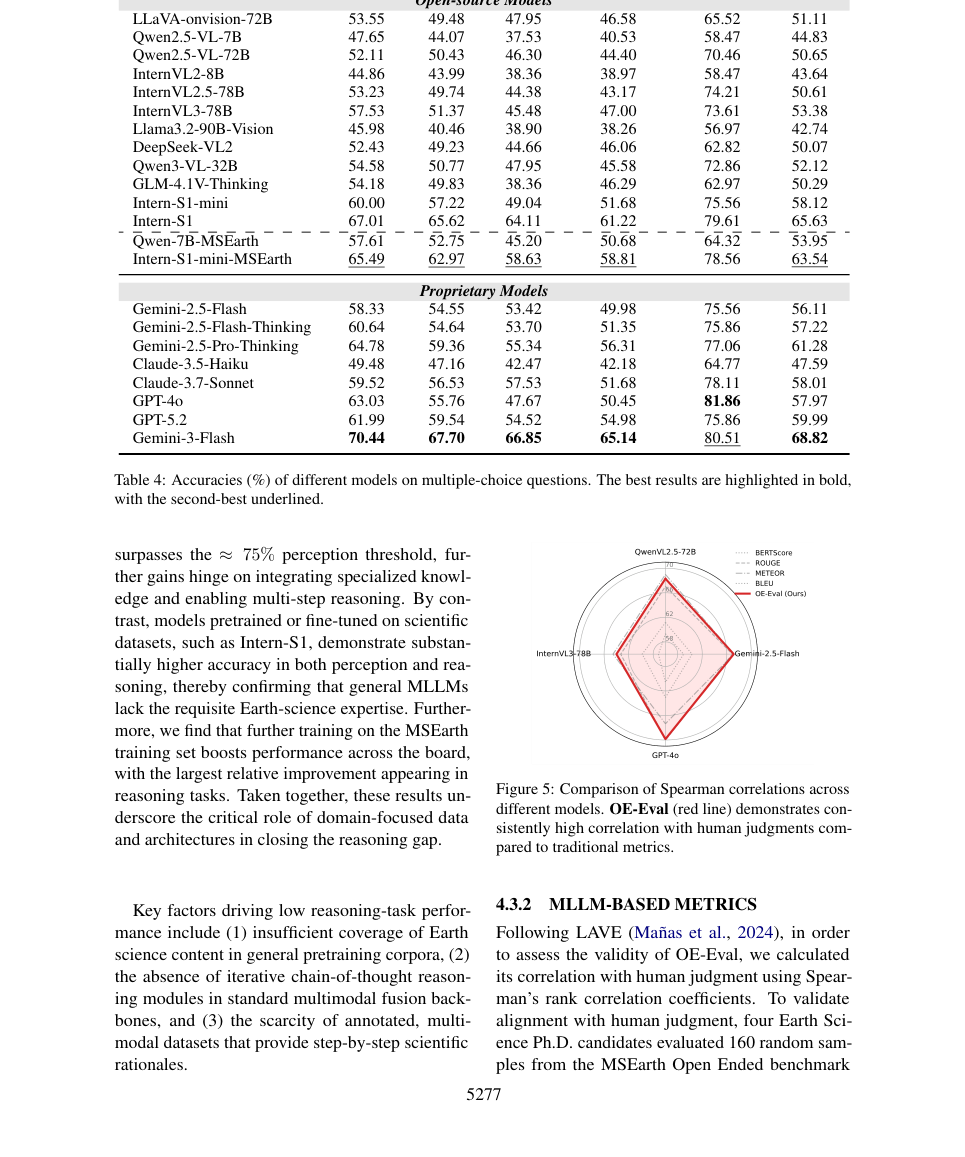 Open-source Models
LLaVA-onvision-72B 53.55 49.48 47.95 46.58 65.52 51.11
Qwen2.5-VL-7B 47.65 44.07 37.53 40.53 58.47 44.83
Qwen2.5-VL-72B 52.11 50.43 46.30 44.40 70.46 50.65
InternVL2-8B 44.86 43.99 38.36 38.97 58.47 43.64
InternVL2.5-78B 53.23 49.74 44.38 43.17 74.21 50.61
InternVL3-78B 57.53 51.37 45.48 47.00 73.61 53.38
Llama3.2-90B-Vision 45.98 40.46 38.90 38.26 56.97 42.74
DeepSeek-VL2 52.43 49.23 44.66 46.06 62.82 50.07
Qwen3-VL-32B 54.58 50.77 47.95 45.58 72.86 52.12
GLM-4.1V-Thinking 54.18 49.83 38.36 46.29 62.97 50.29
Intern-S1-mini 60.00 57.22 49.04 51.68 75.56 58.12
Intern-S1 67.01 65.62 64.11 61.22 79.61 65.63
Qwen-7B-MSEarth 57.61 52.75 45.20 50.68 64.32 53.95
Intern-S1-mini-MSEarth 65.49 62.97 58.63 58.81 78.56 63.54
Proprietary Models
Gemini-2.5-Flash 58.33 54.55 53.42 49.98 75.56 56.11
Gemini-2.5-Flash-Thinking 60.64 54.64 53.70 51.35 75.86 57.22
Gemini-2.5-Pro-Thinking 64.78 59.36 55.34 56.31 77.06 61.28
Claude-3.5-Haiku 49.48 47.16 42.47 42.18 64.77 47.59
Claude-3.7-Sonnet 59.52 56.53 57.53 51.68 78.11 58.01
GPT-4o 63.03 55.76 47.67 50.45 81.86 57.97
GPT-5.2 61.99 59.54 54.52 54.98 75.86 59.99
Gemini-3-Flash 70.44 67.70 66.85 65.14 80.51 68.82
Table 4: Accuracies (%) of different models on multiple-choice questions. The best results are highlighted in bold,
with the second-best underlined.
surpasses the ≈ 75% perception threshold, fur-
ther gains hinge on integrating specialized knowl-
edge and enabling multi-step reasoning. By con-
trast, models pretrained or fine-tuned on scientific
datasets, such as Intern-S1, demonstrate substan-
tially higher accuracy in both perception and rea-
soning, thereby confirming that general MLLMs
lack the requisite Earth-science expertise. Further-
more, we find that further training on the MSEarth
training set boosts performance across the board,
with the largest relative improvement appearing in
reasoning tasks. Taken together, these results un-
derscore the critical role of domain-focused data
and architectures in closing the reasoning gap.
Key factors driving low reasoning-task perfor-
mance include (1) insufficient coverage of Earth
science content in general pretraining corpora, (2)
the absence of iterative chain-of-thought reason-
ing modules in standard multimodal fusion back-
bones, and (3) the scarcity of annotated, multi-
modal datasets that provide step-by-step scientific
rationales.
QwenVL2.5-72B
BERTScore
ROUGE
METEOR
BLEU
OE-Eval (Ours)
70
62
58
InternVL3-78B
Gemini-2.5-Flash
GPT-4o
Figure 5: Comparison of Spearman correlations across
different models. OE-Eval (red line) demonstrates con-
sistently high correlation with human judgments com-
pared to traditional metrics.
4.3.2 MLLM-BASED METRICS
Following LAVE (Mañas et al., 2024), in order
to assess the validity of OE-Eval, we calculated
its correlation with human judgment using Spear-
man's rank correlation coefficients. To validate
alignment with human judgment, four Earth Sci-
ence Ph.D. candidates evaluated 160 random sam-
ples from the MSEarth Open Ended benchmark
5277